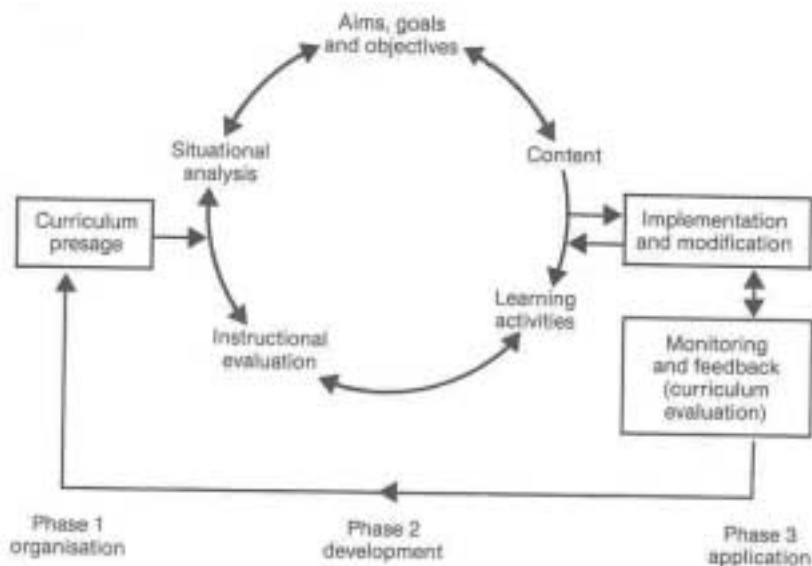 Aims, goals
and objectives
Situational
analysis
Content
Curriculum
presage
Implementation
and modification
Learning
activities
Instructional
evaluation
Monitoring
and feedback
(curriculum
evaluation)
Phase 1
organisation
Phase 2
development
Phase 3
application